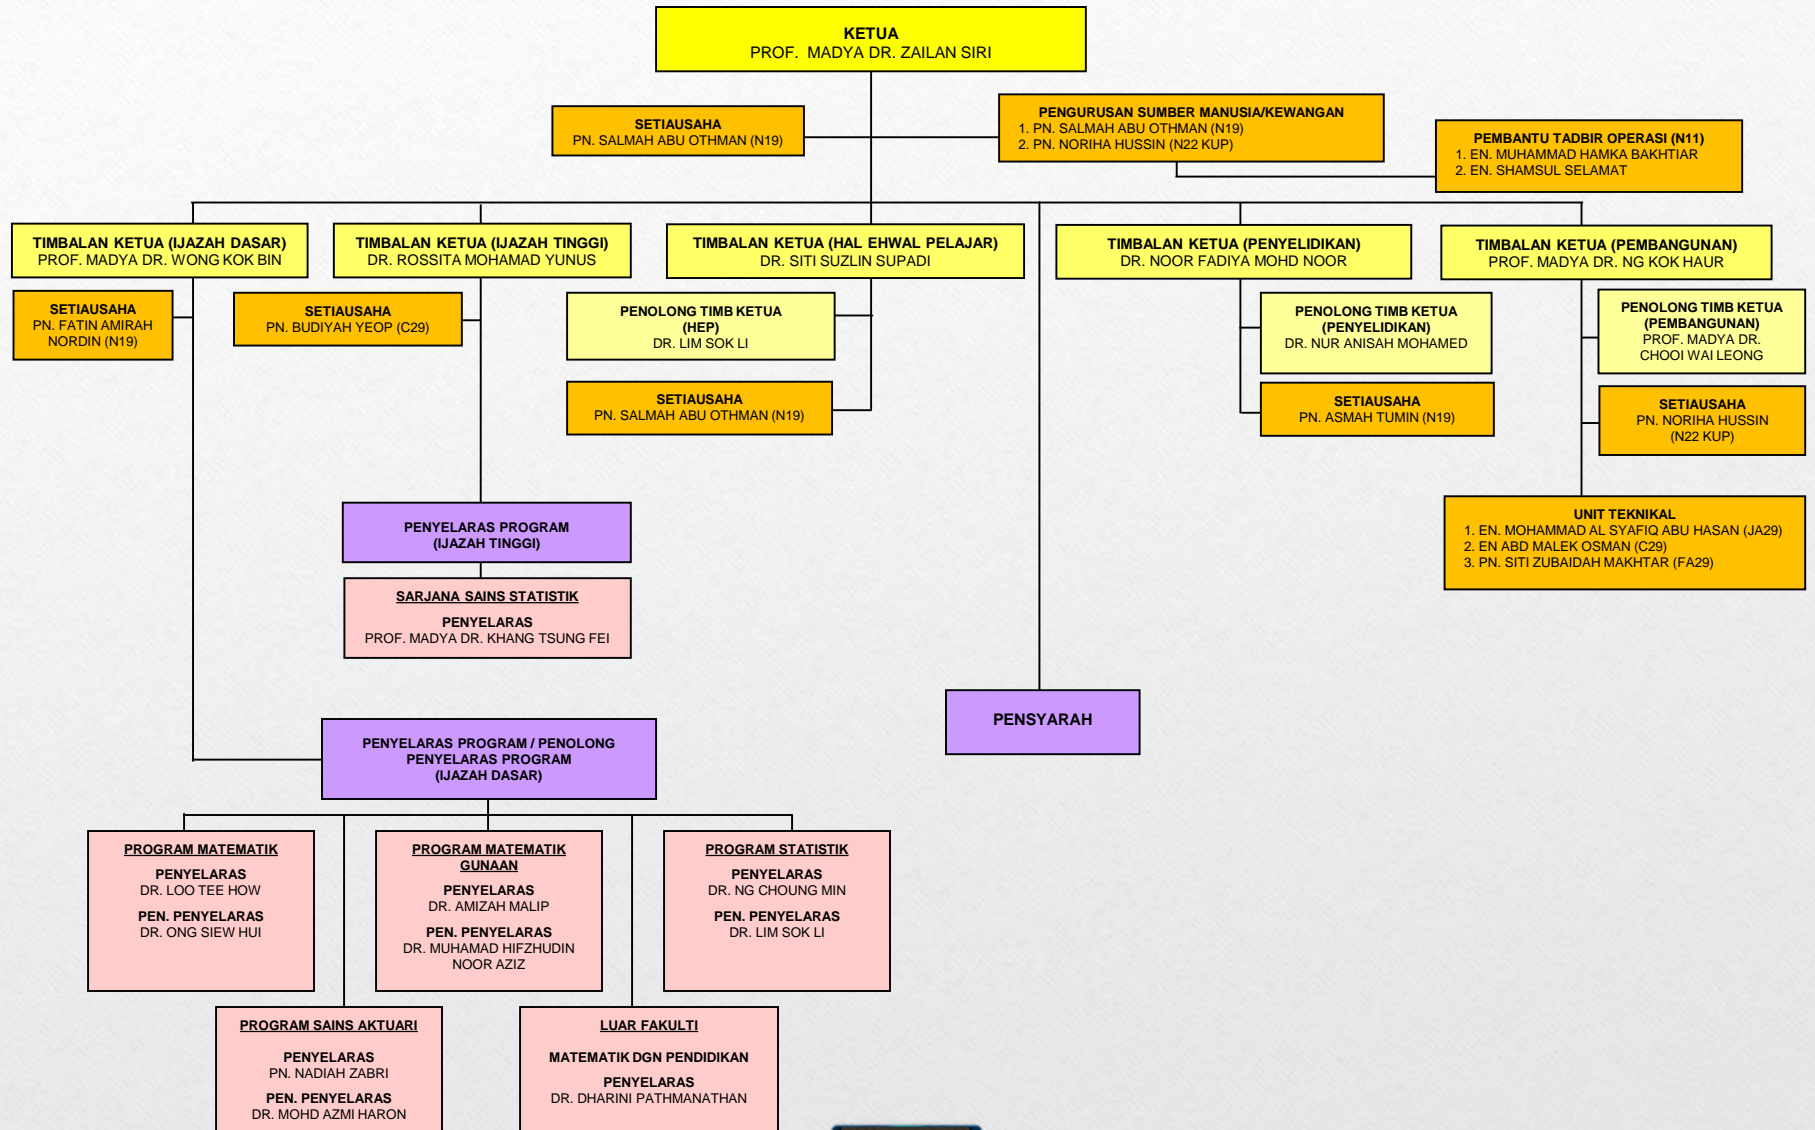 KETUA
PROF. MADYA DR. ZAILAN SIRI
SETIAUSAHA
PN. SALMAH ABU OTHMAN (N19)
PENGURUSAN SUMBER MANUSIA/KEWANGAN
1. PN. SALMAH ABU OTHMAN (N19)
2. PN. NORIHA HUSSIN (N22 KUP)
PEMBANTU TADBIR OPERASI (N11)
1. EN. MUHAMMAD HAMKA BAKHTIAR
2. EN. SHAMSUL SELAMAT
TIMBALAN KETUA (IJAZAH DASAR)
PROF. MADYA DR. WONG KOK BIN
TIMBALAN KETUA (IJAZAH TINGGI)
DR. ROSSITA MOHAMAD YUNUS
TIMBALAN KETUA (HAL EHWAL PELAJAR)
DR. SITI SUZLIN SUPADI
TIMBALAN KETUA (PENYELIDIKAN)
DR. NOOR FADIYA MOHD NOOR
TIMBALAN KETUA (PEMBANGUNAN)
PROF. MADYA DR. NG KOK HAUR
SETIAUSAHA
PN. FATIN AMIRAH
NORDIN (N19)
SETIAUSAHA
PN. BUDIYAH YEOP (C29)
PENOLONG TIMB KETUA
(HEP)
DR. LIM SOK LI
PENOLONG TIMB KETUA
(PENYELIDIKAN)
DR. NUR ANISAH MOHAMED
PENOLONG TIMB KETUA
(PEMBANGUNAN)
PROF. MADYA DR.
CHOOI WAI LEONG
SETIAUSAHA
PN. SALMAH ABU OTHMAN (N19)
SETIAUSAHA
PN. ASMAH TUMIN (N19)
SETIAUSAHA
PN. NORIHA HUSSIN
(N22 KUP)
UNIT TEKNIKAL
1. EN. MOHAMMAD AL SYAFIQ ABU HASAN (JA29)
2. EN ABD MALEK OSMAN (C29)
3. PN. SITI ZUBAIDAH MAKHTAR (FA29)
PENYELARAS PROGRAM
(IJAZAH TINGGI)
SARJANA SAINS STATISTIK
PENYELARAS
PROF. MADYA DR. KHANG TSUNG FEI
PENSYARAH
PENYELARAS PROGRAM / PENOLONG
PENYELARAS PROGRAM
(IJAZAH DASAR)
PROGRAM MATEMATIK
PENYELARAS
DR. LOO TEE HOW
PEN. PENYELARAS
DR. ONG SIEW HUI
PROGRAM MATEMATIK
GUNAAN
PENYELARAS
DR. AMIZAH MALIP
PEN. PENYELARAS
DR. MUHAMAD HIFZHUDIN
NOOR AZIZ
PROGRAM STATISTIK
PENYELARAS
DR. NG CHOUNG MIN
PEN. PENYELARAS
DR. LIM SOK LI
PROGRAM SAINS AKTUARI
PENYELARAS
PN. NADIAH ZABRI
PEN. PENYELARAS
DR. MOHD AZMI HARON
LUAR FAKULTI
MATEMATIK DGN PENDIDIKAN
PENYELARAS
DR. DHARINI PATHMANATHAN